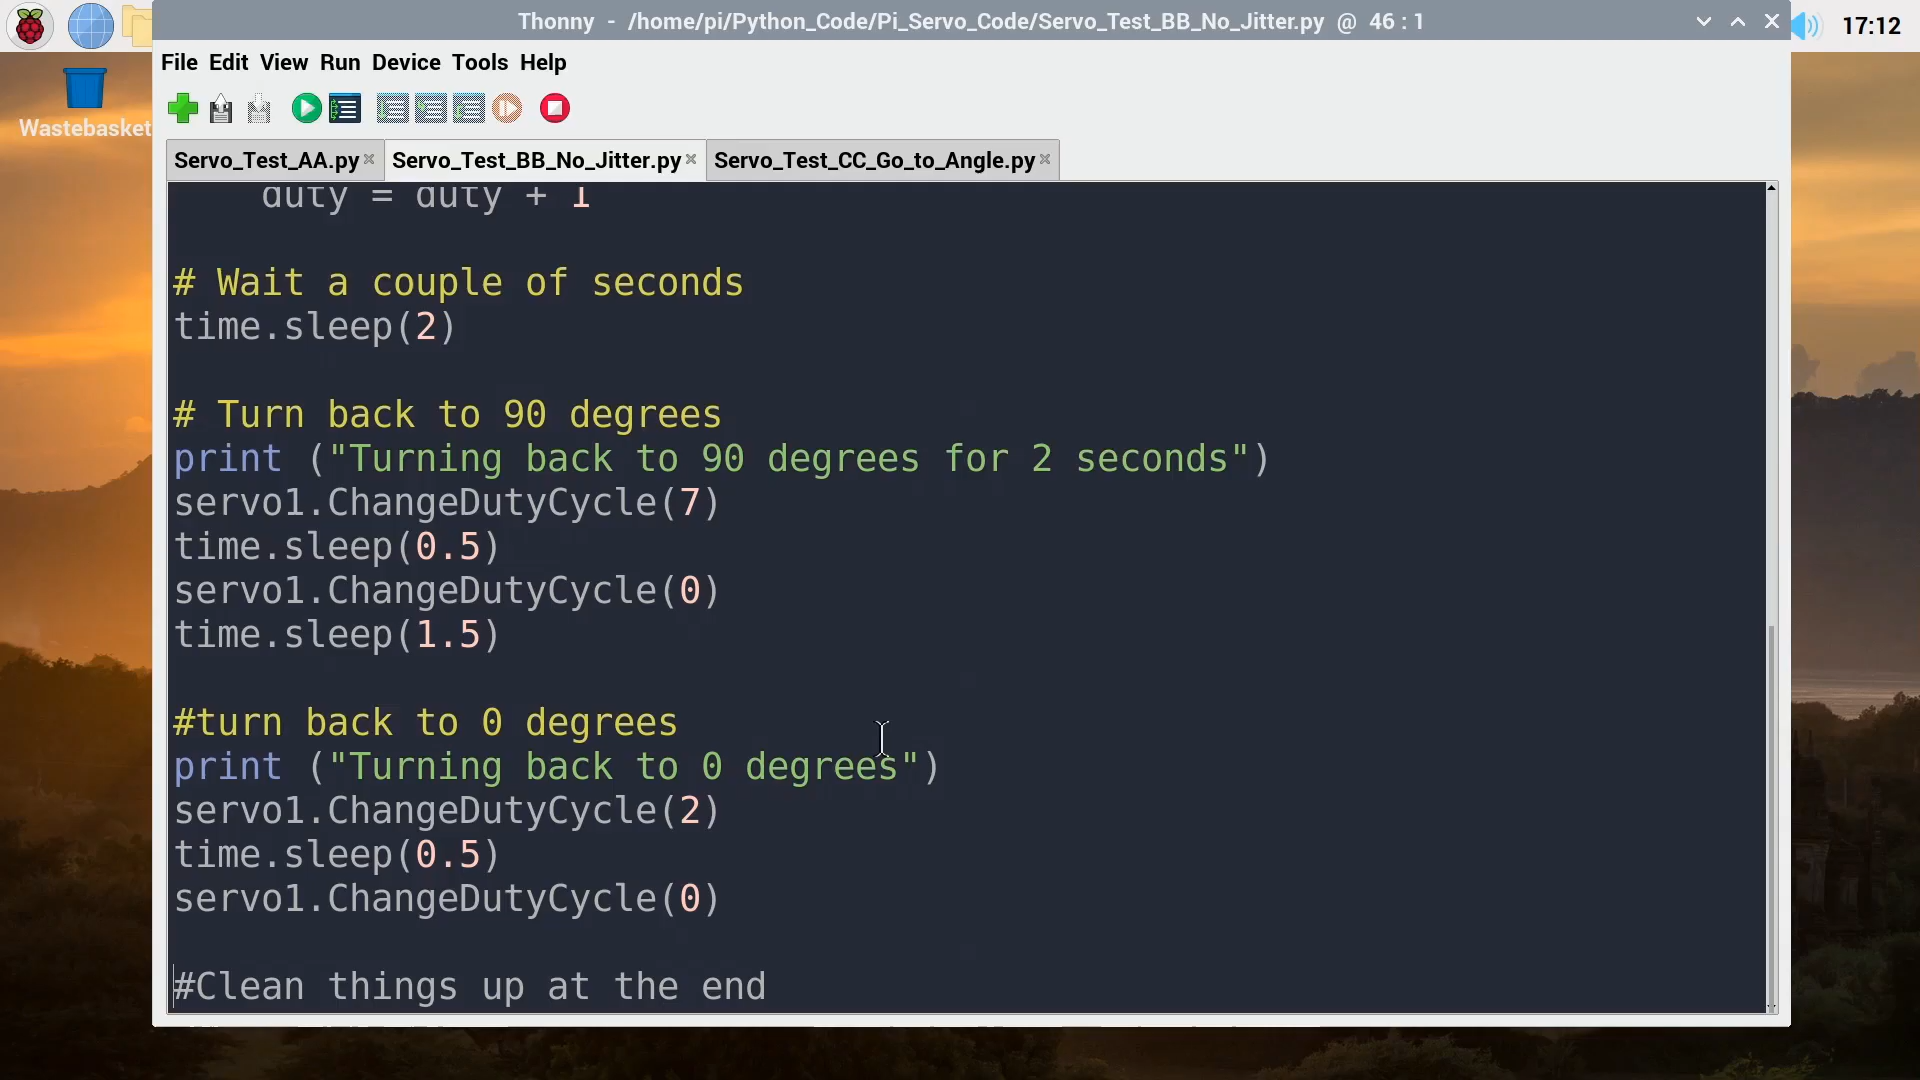 Thonny - /home/pi/Python_Code/Pi_Servo_Code/Servo_Test_BB_No_Jitter.py @ 46 : 1
17:12
File Edit View Run Device Tools Help
Wastebasket
Servo_Test_AA.py Servo_Test_BB_No_Jitter.py Servo_Test_CC_Go_to_Angle.py
duty = duty + 1
# Wait a couple of seconds
time.sleep(2)
# Turn back to 90 degrees
print ("Turning back to 90 degrees for 2 seconds")
servo1.ChangeDutyCycle(7)
time.sleep(0.5)
servo1.ChangeDutyCycle(0)
time.sleep(1.5)
#turn back to 0 degrees
print ("Turning back to 0 degrees")
servo1.ChangeDutyCycle(2)
time.sleep(0.5)
servo1.ChangeDutyCycle(0)
#Clean things up at the end